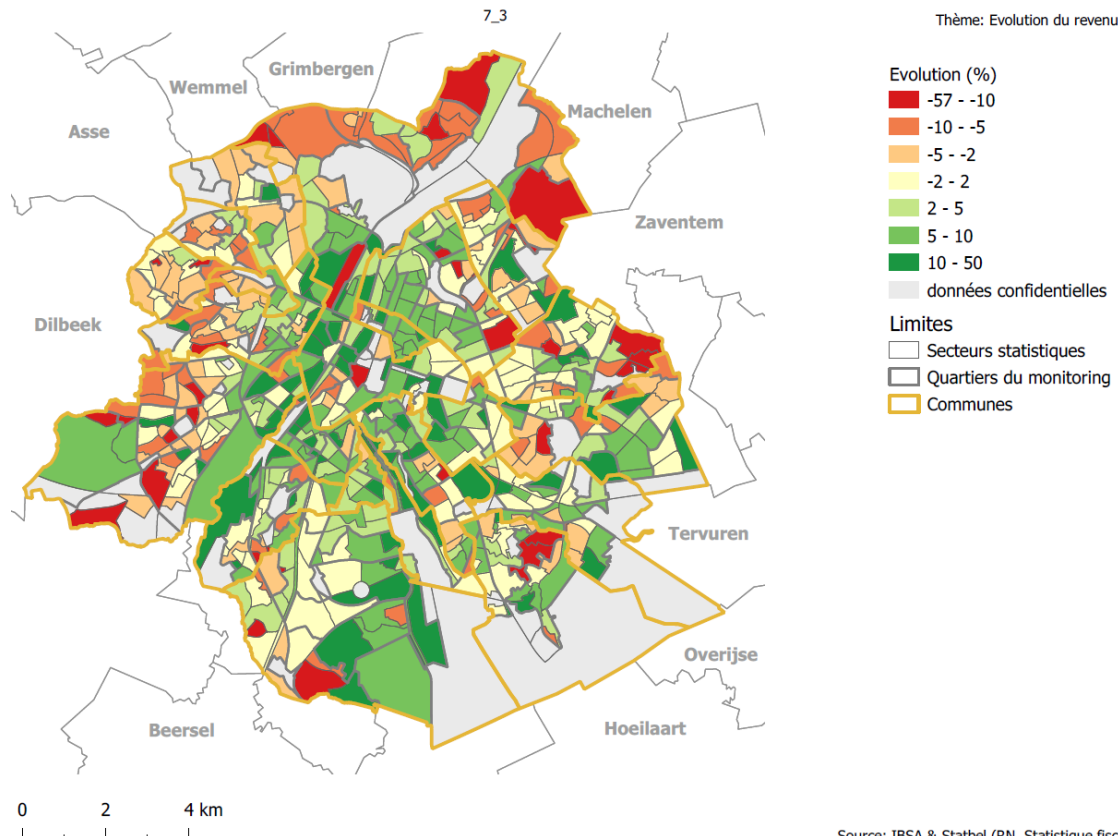 7_3
Thème: Evolution du revenu
Grimbergen
Wemmel
Machelen
Asse
Zaventem
Dilbeek
Tervuren
Overijse
Beersel
Hoeilaart
Evolution (%)
-57 - -10
-10 - -5
-5 - -2
-2 - 2
2 - 5
5 - 10
10 - 50
données confidentielles
Limites
Secteurs statistiques
Quartiers du monitoring
Communes
0 2 4 km
Source: IBSA & Statbel (RN, Statistique fisc